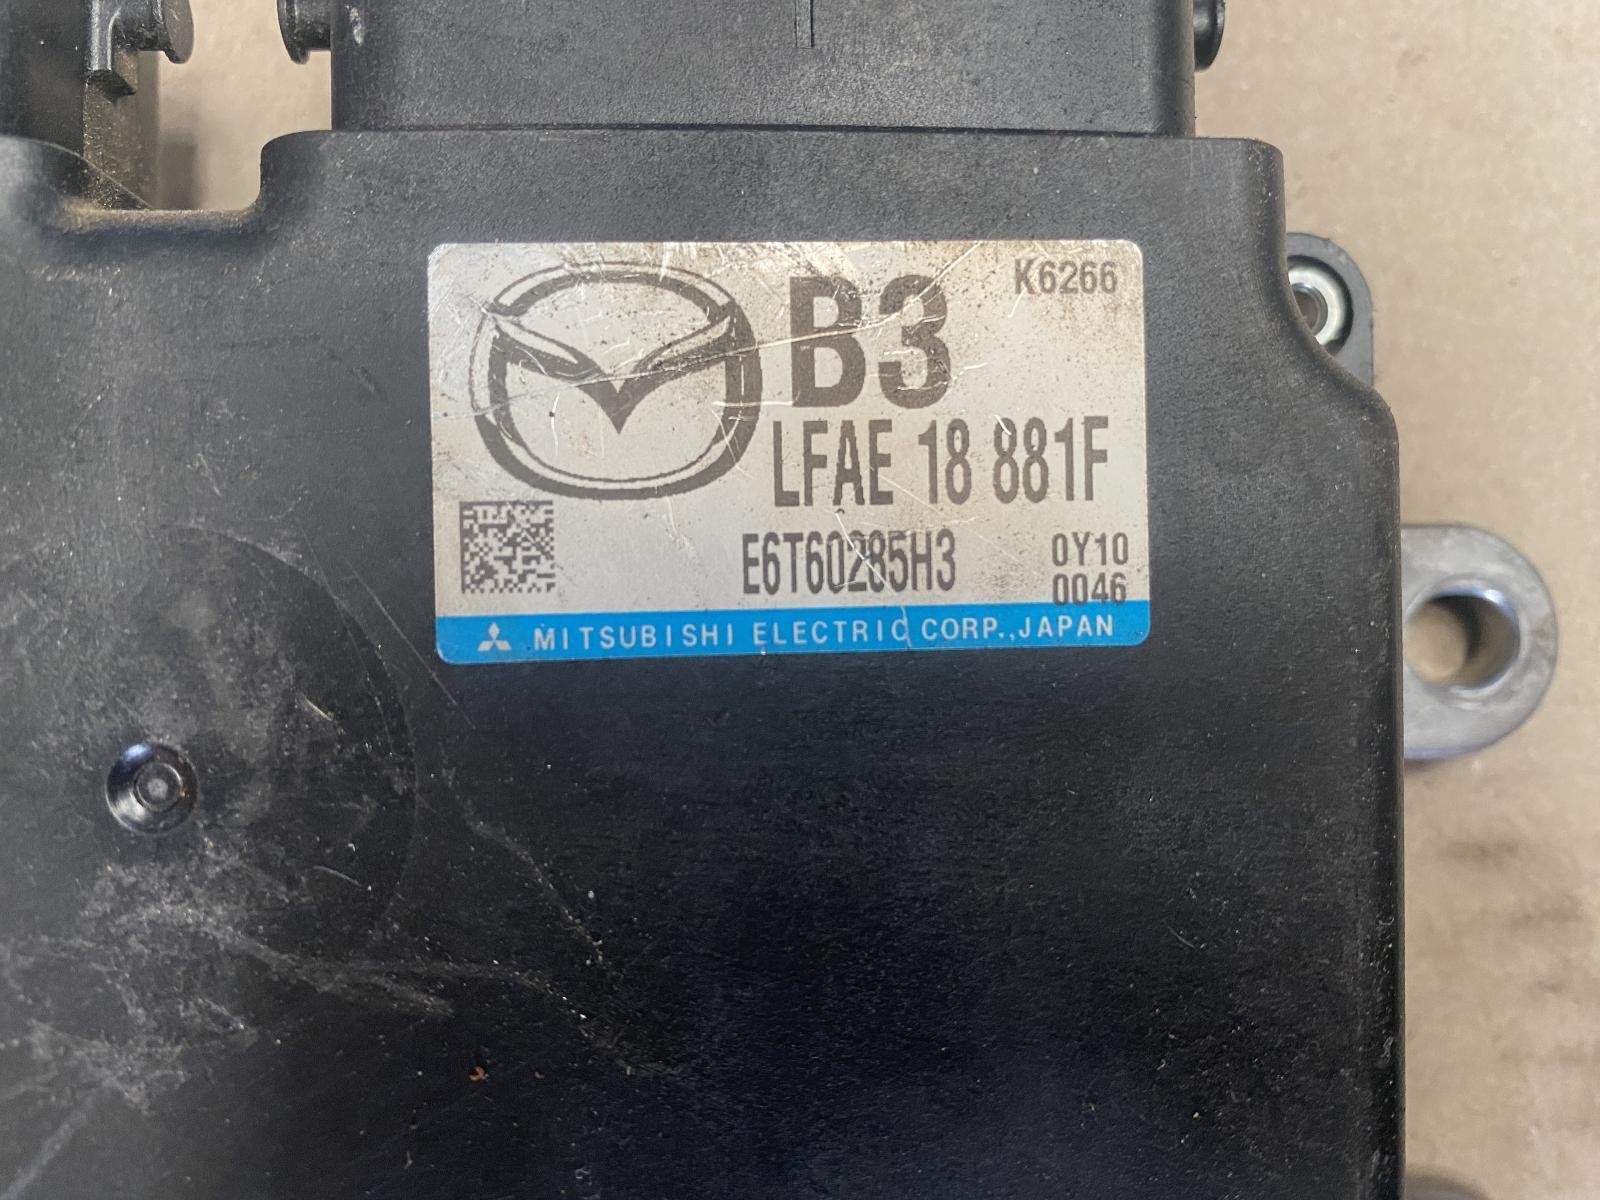 B3
K6266
LFAE 18 881F
E6T60285H3
0Y10
0046
MITSUBISHI ELECTRIC CORP.,JAPAN